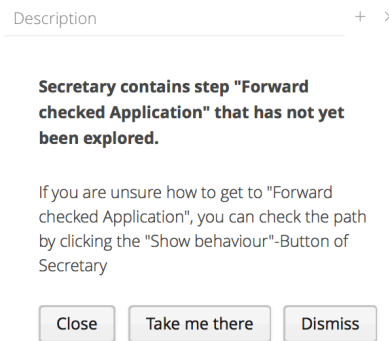 Description + ×
Secretary contains step "Forward
checked Application" that has not yet
been explored.
If you are unsure how to get to "Forward
checked Application", you can check the path
by clicking the "Show behaviour"-Button of
Secretary
Close Take me there Dismiss